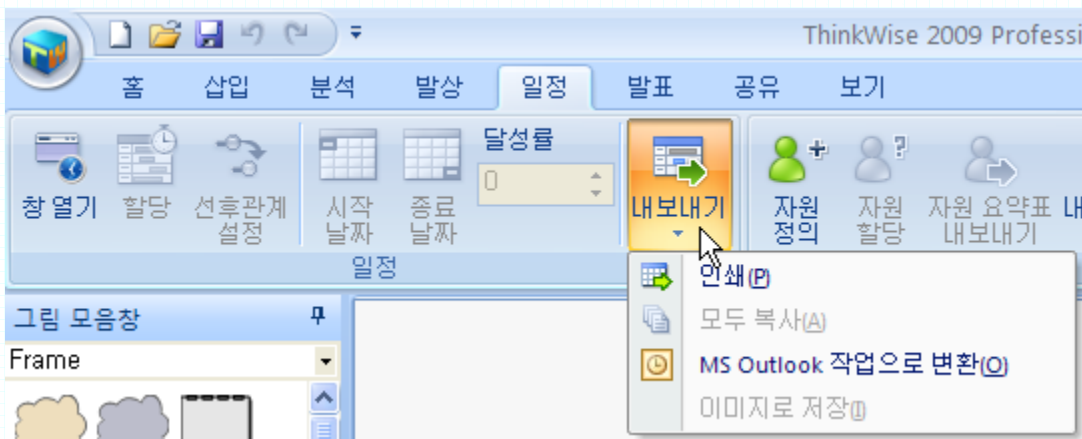 ThinkWise 2009 Professi
홈 삽입 분석 발상 일정 발표 공유 보기
달성률
0
창 열기 할당 선후관계 설정 시작 날짜 종료 날짜 내보내기 자원 정의 자원 할당 자원 요약표 내보내기 내
일정
인쇄(P)
모두 복사(A)
MS Outlook 작업으로 변환(O)
이미지로 저장(I)
그림 모음창
Frame